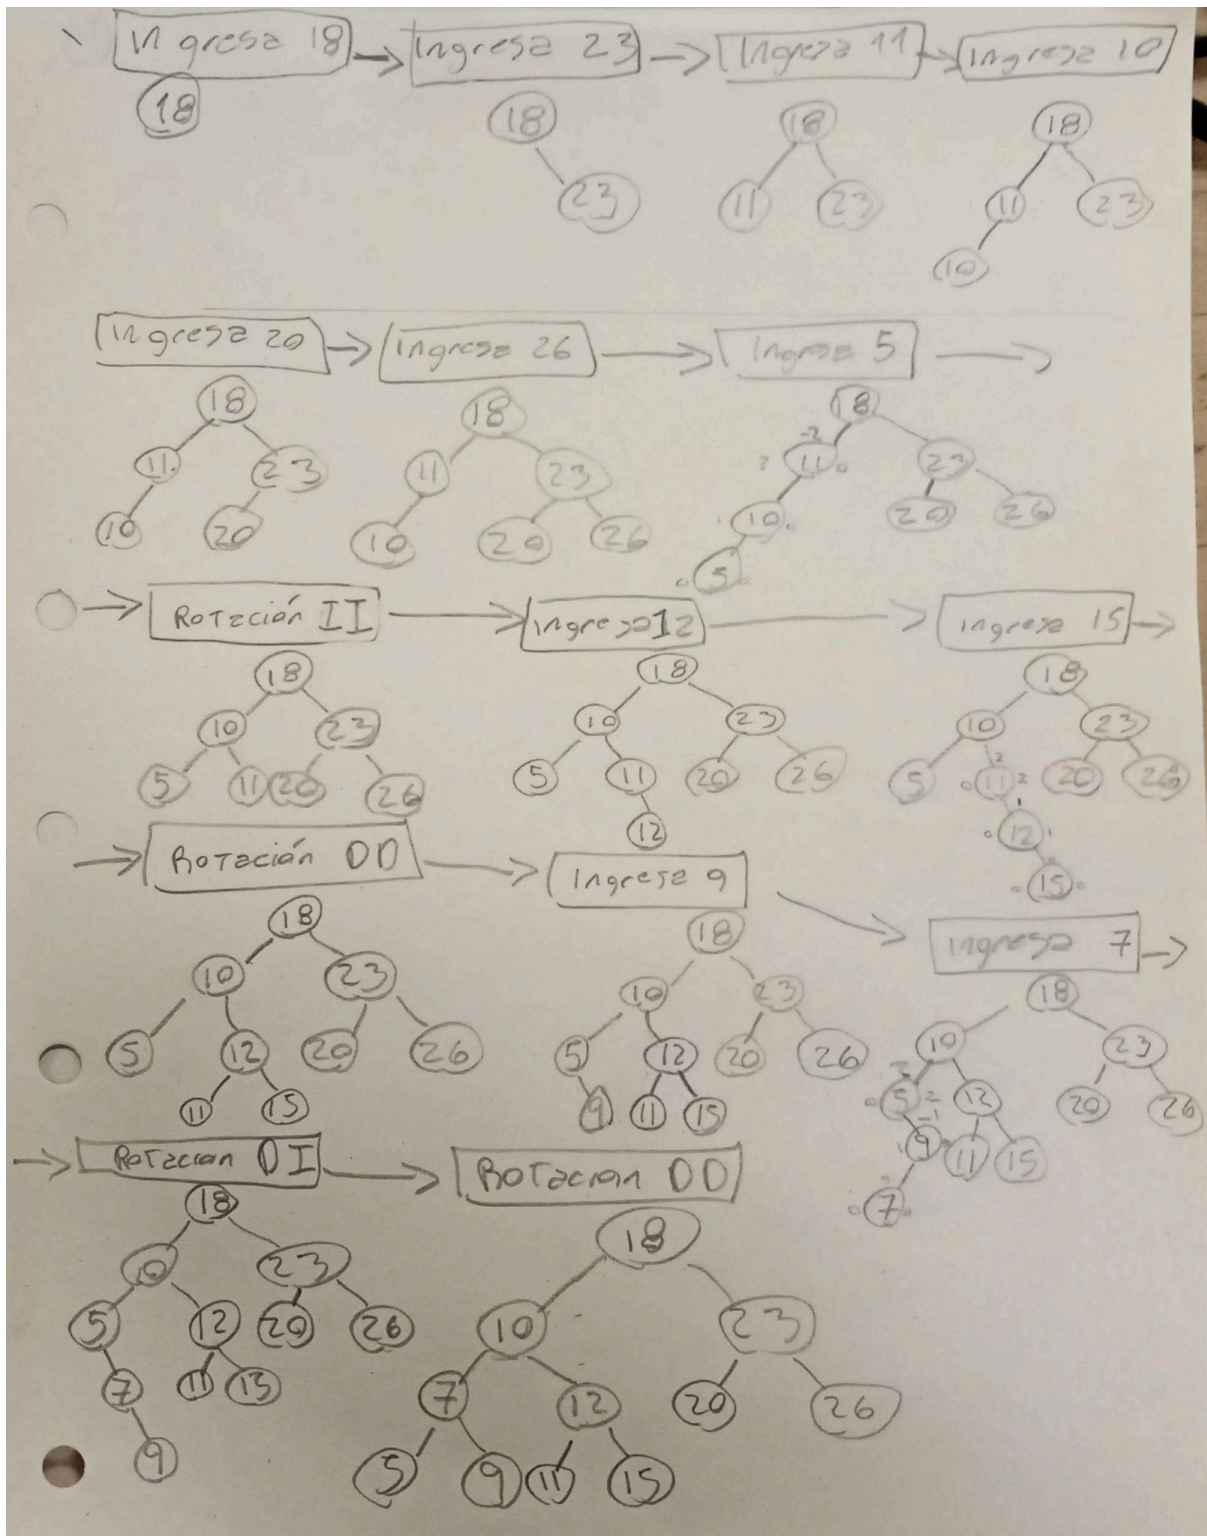 Ingresa 18 → Ingresa 23 → Ingresa 11 → Ingresa 10
18 18 18 18
23 11 23 11 23
10
Ingresa 20 → Ingresa 26 → Ingresa 5 →
18 18 18
11 23 11 23 -2 11 23
10 20 10 20 26 10 20 26
5
→ Rotación II → Ingresa 12 → Ingresa 15 →
18 18 18
10 23 10 23 10 23
5 11 20 26 5 11 20 26 5 11 20 26
12 12
15
→ Rotación DD → Ingresa 9 → Ingresa 7 →
18 18 18
10 23 10 23 10 23
5 12 20 26 5 12 20 26 5 12 20 26
11 15 9 11 15 9 11 15
7
→ Rotacion DI → Rotacion DD
18 18
23 10 23
5 12 20 26 7 12 20 26
7 11 15 5 9 11 15
9